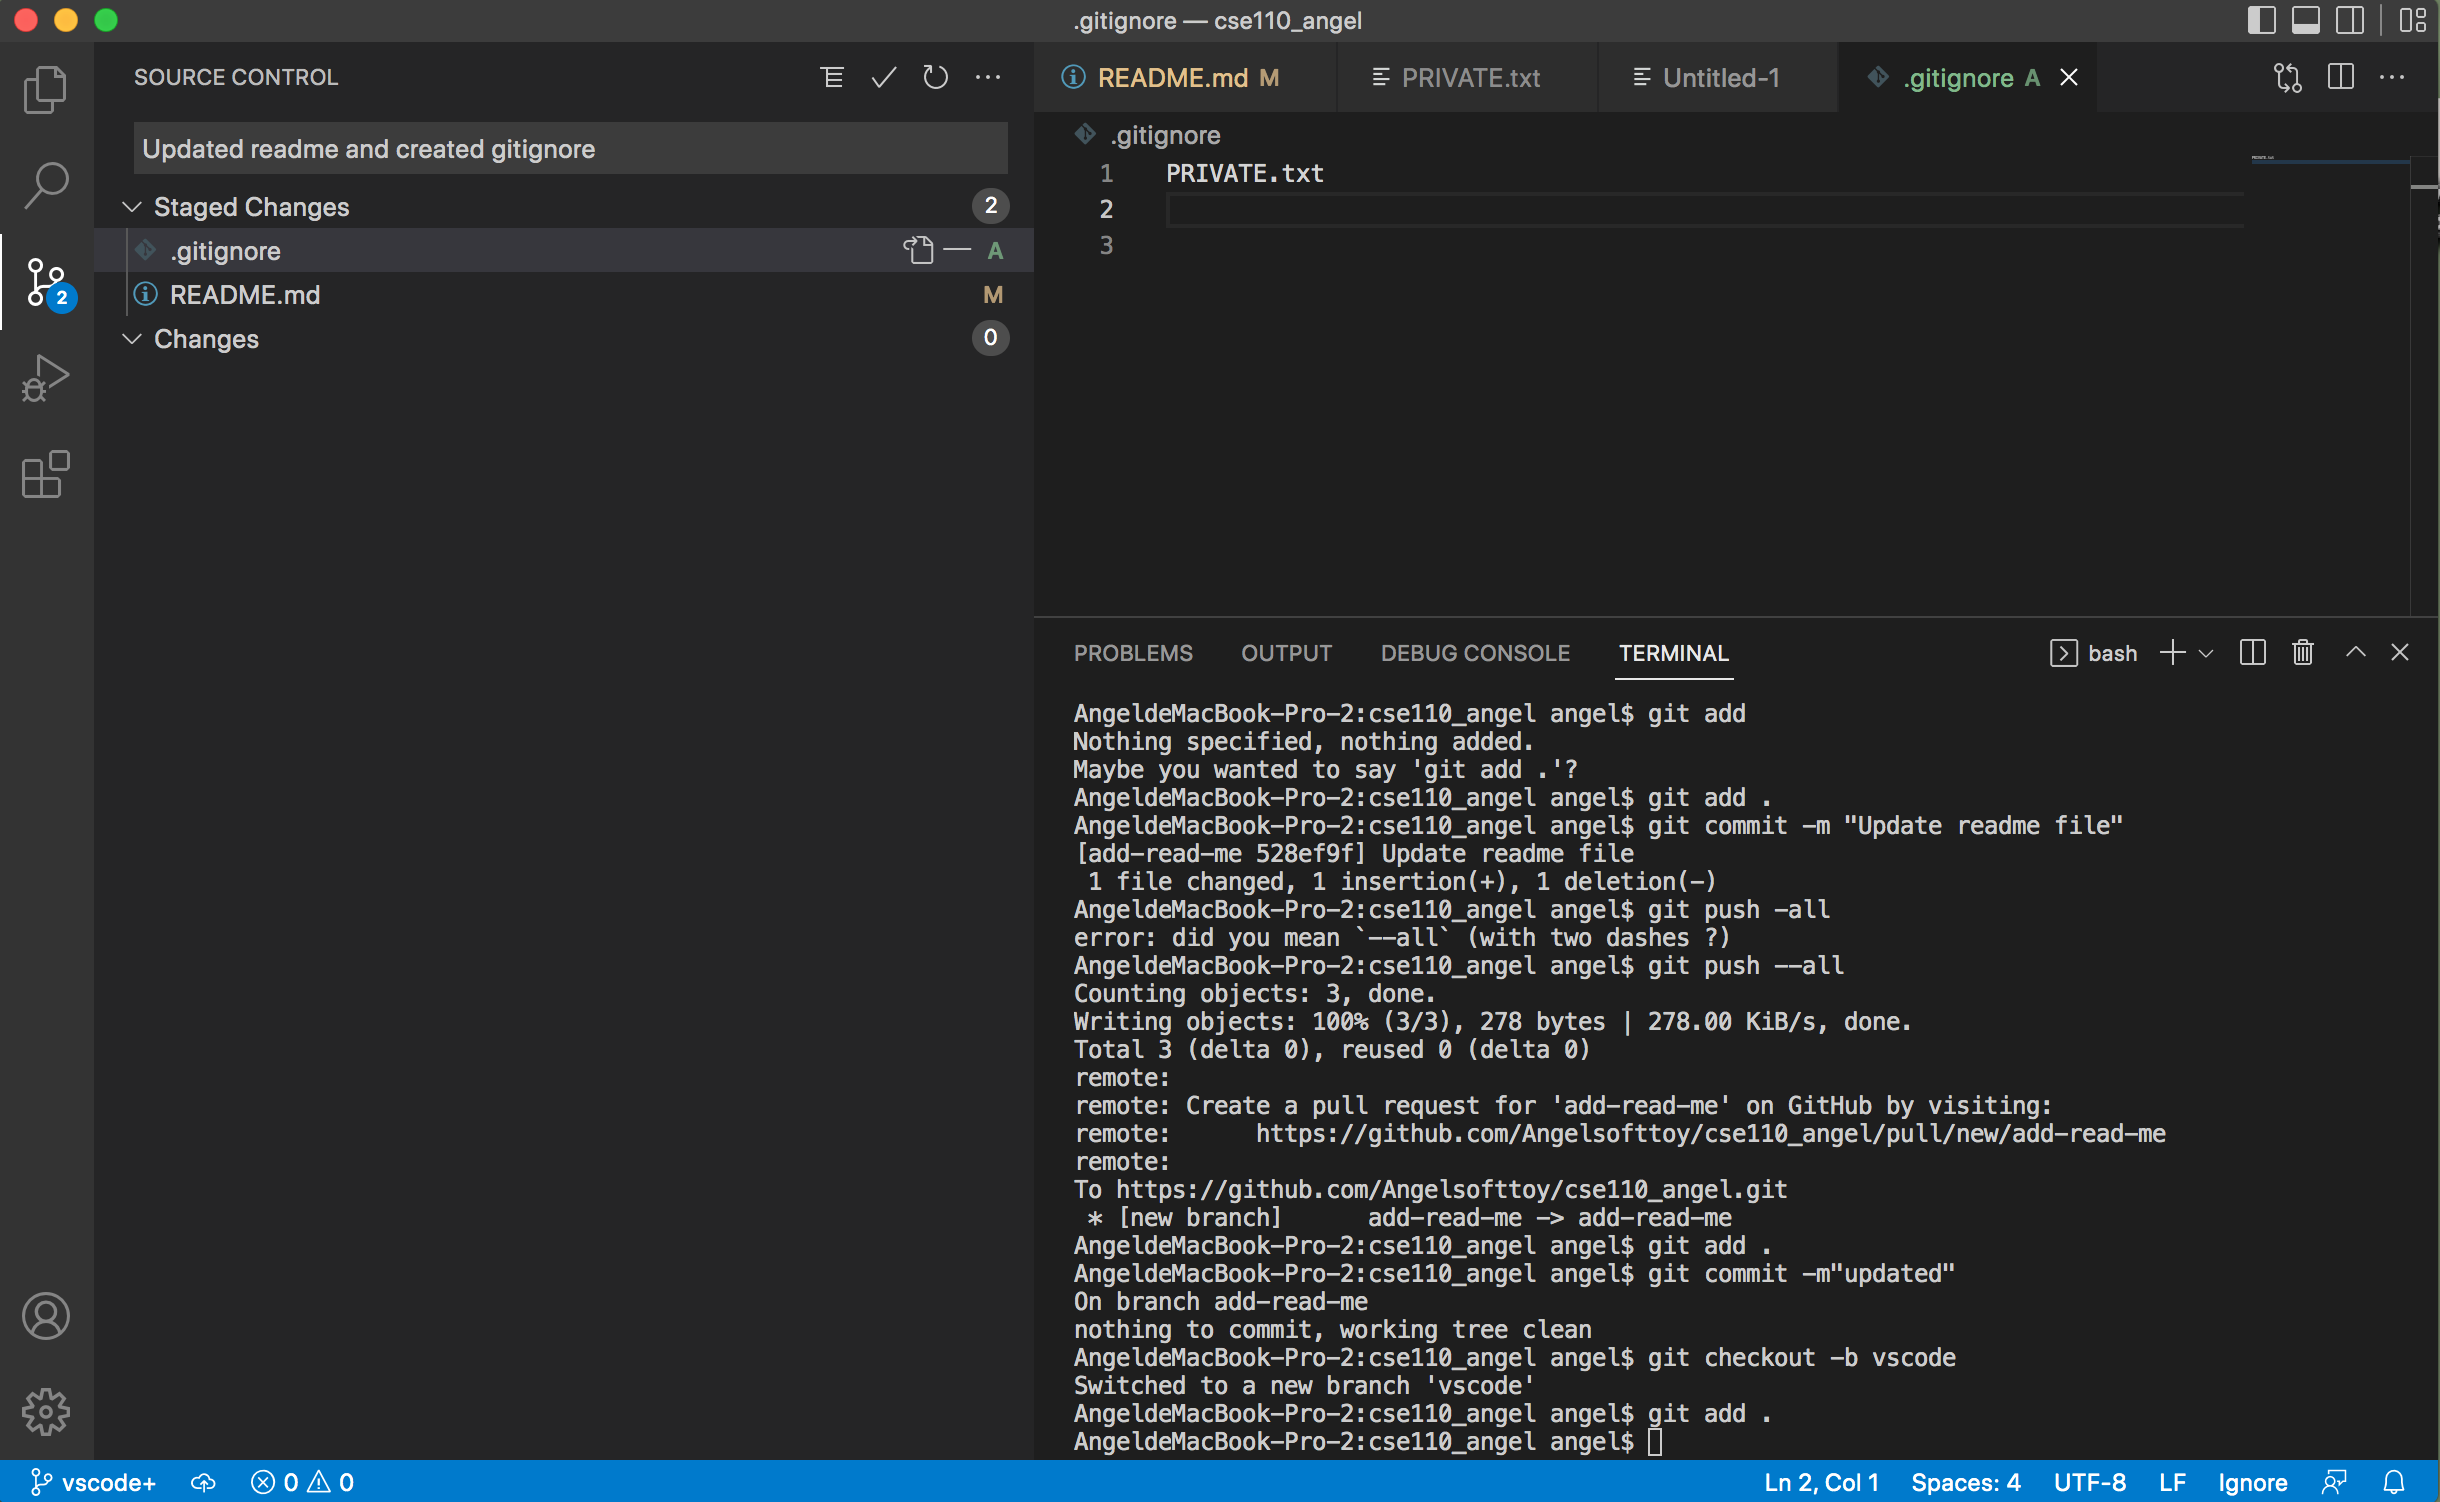 .gitignore — cse110_angel
SOURCE CONTROL
Updated readme and created gitignore
Staged Changes 2
.gitignore A
README.md M
Changes 0
2
README.md M PRIVATE.txt Untitled-1 .gitignore A
.gitignore
1 PRIVATE.txt
2
3
PROBLEMS OUTPUT DEBUG CONSOLE TERMINAL bash
AngeldeMacBook-Pro-2:cse110_angel angel$ git add
Nothing specified, nothing added.
Maybe you wanted to say 'git add .'?
AngeldeMacBook-Pro-2:cse110_angel angel$ git add .
AngeldeMacBook-Pro-2:cse110_angel angel$ git commit -m "Update readme file"
[add-read-me 528ef9f] Update readme file
1 file changed, 1 insertion(+), 1 deletion(-)
AngeldeMacBook-Pro-2:cse110_angel angel$ git push -all
error: did you mean `--all` (with two dashes ?)
AngeldeMacBook-Pro-2:cse110_angel angel$ git push --all
Counting objects: 3, done.
Writing objects: 100% (3/3), 278 bytes | 278.00 KiB/s, done.
Total 3 (delta 0), reused 0 (delta 0)
remote:
remote: Create a pull request for 'add-read-me' on GitHub by visiting:
remote:      https://github.com/Angelsofttoy/cse110_angel/pull/new/add-read-me
remote:
To https://github.com/Angelsofttoy/cse110_angel.git
* [new branch]      add-read-me -> add-read-me
AngeldeMacBook-Pro-2:cse110_angel angel$ git add .
AngeldeMacBook-Pro-2:cse110_angel angel$ git commit -m"updated"
On branch add-read-me
nothing to commit, working tree clean
AngeldeMacBook-Pro-2:cse110_angel angel$ git checkout -b vscode
Switched to a new branch 'vscode'
AngeldeMacBook-Pro-2:cse110_angel angel$ git add .
AngeldeMacBook-Pro-2:cse110_angel angel$
vscode+ 0 0 Ln 2, Col 1 Spaces: 4 UTF-8 LF Ignore